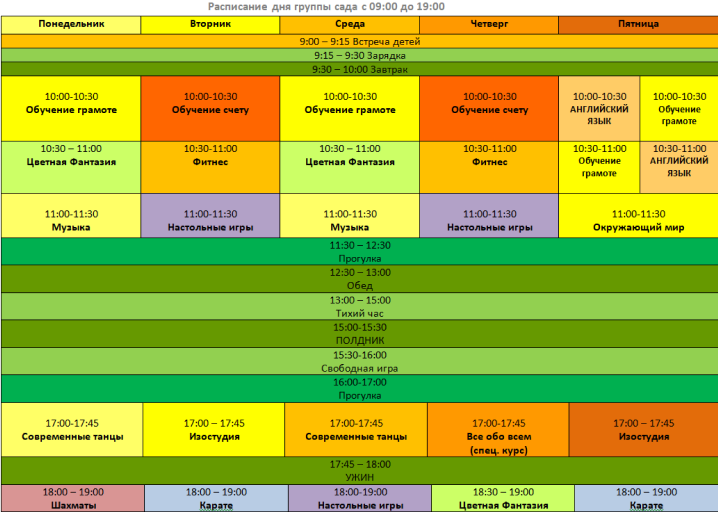 Расписание дня группы сада с 09:00 до 19:00
Понедельник Вторник Среда Четверг Пятница
9:00 – 9:15 Встреча детей
9:15 – 9:30 Зарядка
9:30 – 10:00 Завтрак
10:00-10:30 10:00-10:30 10:00-10:30 10:00-10:30 10:00-10:30 10:00-10:30
Обучение грамоте Обучение счету Обучение грамоте Обучение счету АНГЛИЙСКИЙ Обучение
ЯЗЫК грамоте
10:30 – 11:00 10:30-11:00 10:30 – 11:00 10:30-11:00 10:30-11:00 10:30-11:00
Цветная Фантазия Фитнес Цветная Фантазия Фитнес Обучение АНГЛИЙСКИЙ
грамоте ЯЗЫК
11:00-11:30 11:00-11:30 11:00-11:30 11:00-11:30 11:00-11:30
Музыка Настольные игры Музыка Настольные игры Окружающий мир
11:30 – 12:30
Прогулка
12:30 – 13:00
Обед
13:00 – 15:00
Тихий час
15:00-15:30
ПОЛДНИК
15:30-16:00
Свободная игра
16:00-17:00
Прогулка
17:00-17:45 17:00 – 17:45 17:00-17:45 17:00-17:45 17:00 – 17:45
Современные танцы Изостудия Современные танцы Все обо всем Изостудия
(спец. курс)
17:45 – 18:00
УЖИН
18:00 – 19:00 18:00 – 19:00 18:00-19:00 18:30 – 19:00 18:00 – 19:00
Шахматы Карате Настольные игры Цветная Фантазия Карате